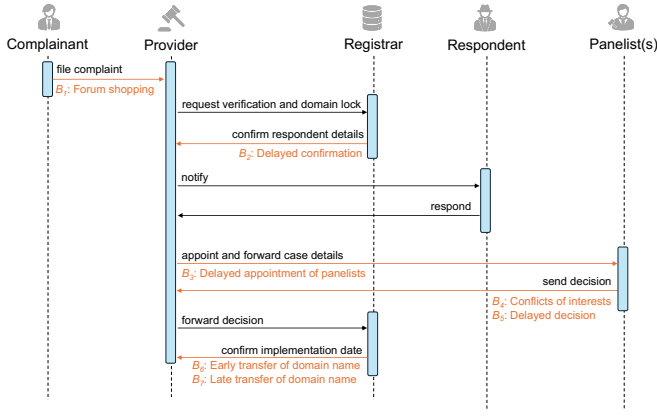 Complainant Provider Registrar Respondent Panelist(s)
file complaint
B1: Forum shopping
request verification and domain lock
confirm respondent details
B2: Delayed confirmation
notify
respond
appoint and forward case details
B3: Delayed appointment of panelists
send decision
B4: Conflicts of interests
B5: Delayed decision
forward decision
confirm implementation date
B6: Early transfer of domain name
B7: Late transfer of domain name